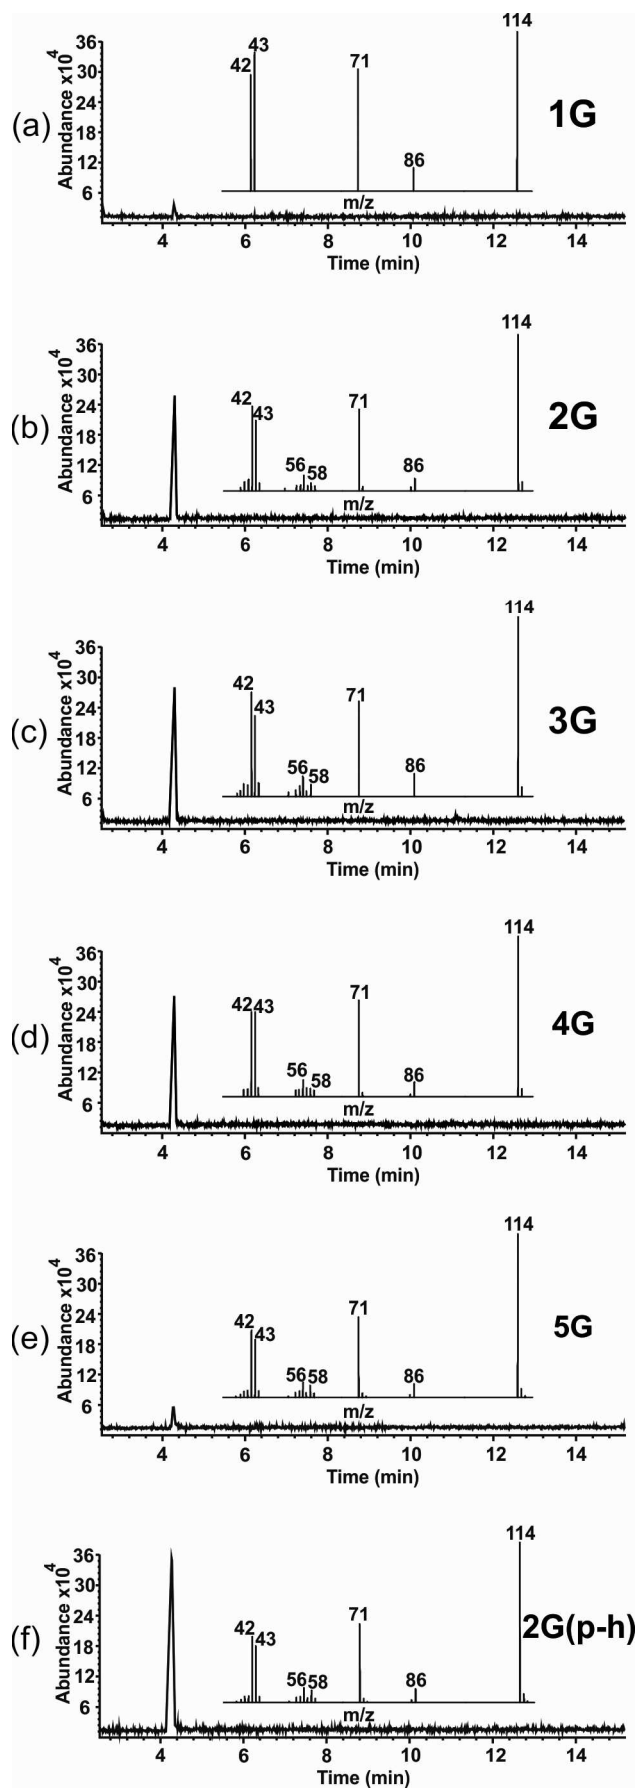 114
43
42
71
86
36
30
24
18
12
6
Abundance x10^4
(a)
1G
m/z
4 6 8 10 12 14
Time (min)
114
42
43
71
56
58
86
36
30
24
18
12
6
Abundance x10^4
(b)
2G
m/z
4 6 8 10 12 14
Time (min)
114
42
43
71
56
58
86
36
30
24
18
12
6
Abundance x10^4
(c)
3G
m/z
4 6 8 10 12 14
Time (min)
114
42
43
71
56
58
86
36
30
24
18
12
6
Abundance x10^4
(d)
4G
m/z
4 6 8 10 12 14
Time (min)
114
42
43
71
56
58
86
36
30
24
18
12
6
Abundance x10^4
(e)
5G
m/z
4 6 8 10 12 14
Time (min)
114
42
43
71
56
58
86
36
30
24
18
12
6
Abundance x10^4
(f)
2G(p-h)
m/z
4 6 8 10 12 14
Time (min)